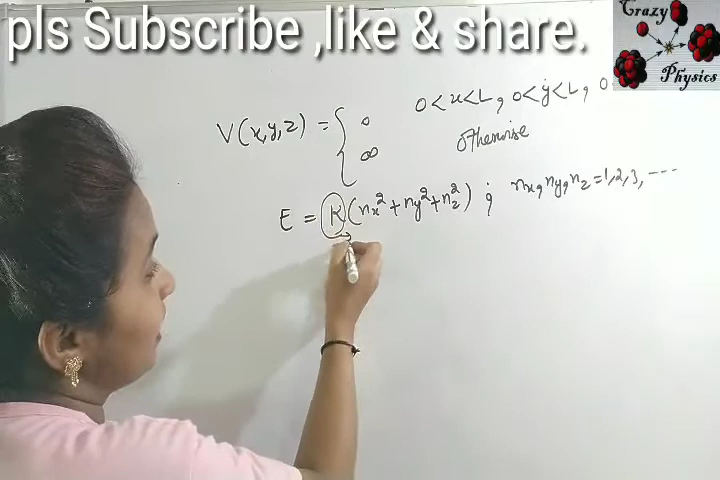 pls Subscribe ,like & share.
Crazy
Physics
V(x,y,z) = { 0 0<x<L, 0<y<L, 0
∞ otherwise
E = K (nx² + ny² + nz²) ; nx, ny, nz = 1, 2, 3, ----